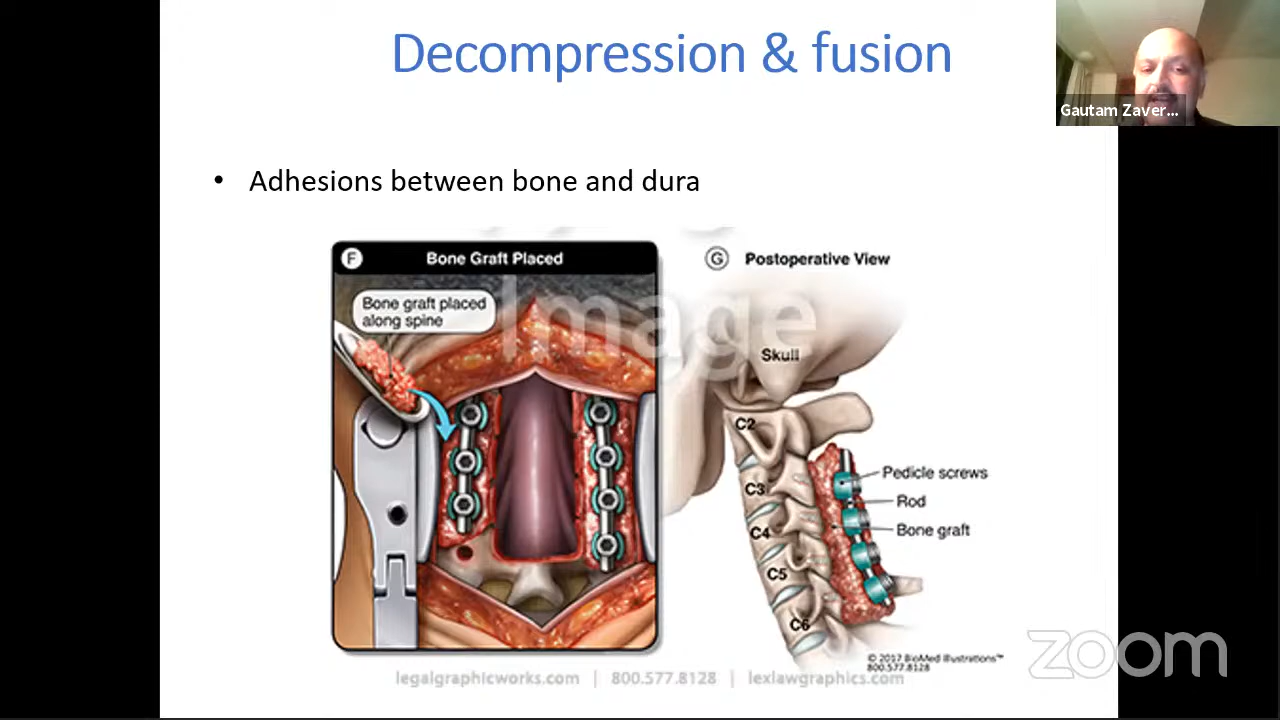 Decompression & fusion
Gautam Zaver...
• Adhesions between bone and dura
F
Bone Graft Placed
Bone graft placed
along spine
G
Postoperative View
Image
Skull
C2
C3
C4
C5
C6
Pedicle screws
Rod
Bone graft
© 2017 BioMed Illustrations™
800.577.8128
legalgraphicworks.com | 800.577.8128 | lexlawgraphics.com
zoom